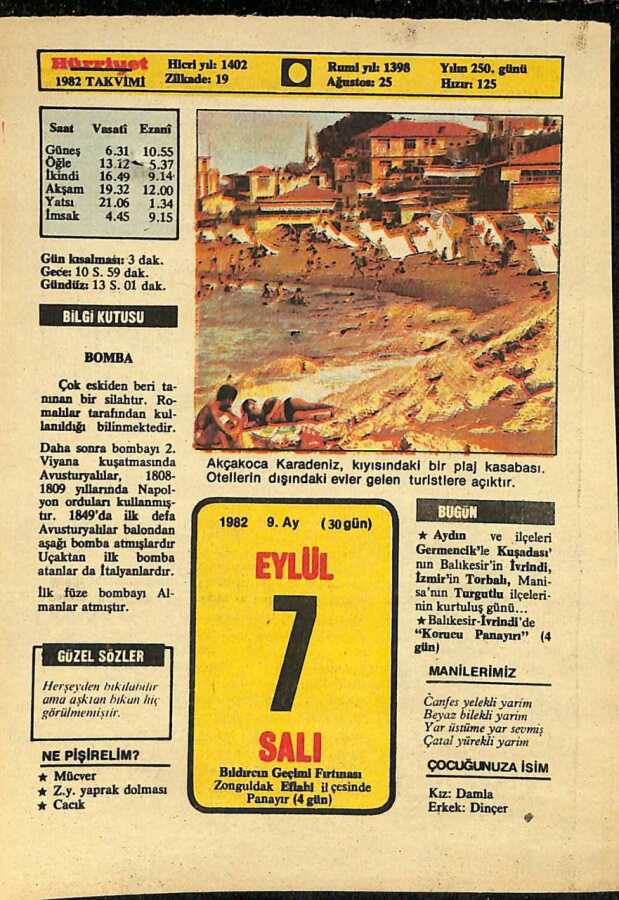 Hürriyet
1982 TAKVİMİ
Hicri yıl: 1402
Zilkade: 19
Rumi yıl: 1398
Ağustos: 25
Yılın 250. günü
Hızır: 125
Saat Vasatî Ezanî
Güneş 6.31 10.55
Öğle 13.12 5.37
İkindi 16.49 9.14
Akşam 19.32 12.00
Yatsı 21.06 1.34
İmsak 4.45 9.15
Gün kısalması: 3 dak.
Gece: 10 S. 59 dak.
Gündüz: 13 S. 01 dak.
BİLGİ KUTUSU
BOMBA
Çok eskiden beri ta-
nınan bir silahtır. Ro-
malılar tarafından kul-
lanıldığı bilinmektedir.
Daha sonra bombayı 2.
Viyana kuşatmasında
Avusturyalılar, 1808-
1809 yıllarında Napol-
yon orduları kullanmış-
tır. 1849'da ilk defa
Avusturyalılar balondan
aşağı bomba atmışlardır
Uçaktan ilk bomba
atanlar da İtalyanlardır.
İlk füze bombayı Al-
manlar atmıştır.
GÜZEL SÖZLER
Herşeyden bıkılabilir
ama aşktan bıkan hiç
görülmemiştir.
NE PİŞİRELİM?
★ Mücver
★ Z.y. yaprak dolması
★ Cacık
Akçakoca Karadeniz, kıyısındaki bir plaj kasabası.
Otellerin dışındaki evler gelen turistlere açıktır.
1982 9. Ay (30 gün)
EYLÜL
7
SALI
Bıldırcın Geçimi Fırtınası
Zonguldak Eflani ilçesinde
Panayır (4 gün)
BUGÜN
★ Aydın ve ilçeleri
Germencik'le Kuşadası'
nın Balıkesir'in İvrindi,
İzmir'in Torbalı, Mani-
sa'nın Turgutlu ilçeleri-
nin kurtuluş günü...
★ Balıkesir-İvrindi'de
“Korucu Panayırı” (4
gün)
MANİLERİMİZ
Canfes yelekli yarim
Beyaz bilekli yarim
Yar üstüme yar sevmiş
Çatal yürekli yarim
ÇOCUĞUNUZA İSİM
Kız: Damla
Erkek: Dinçer